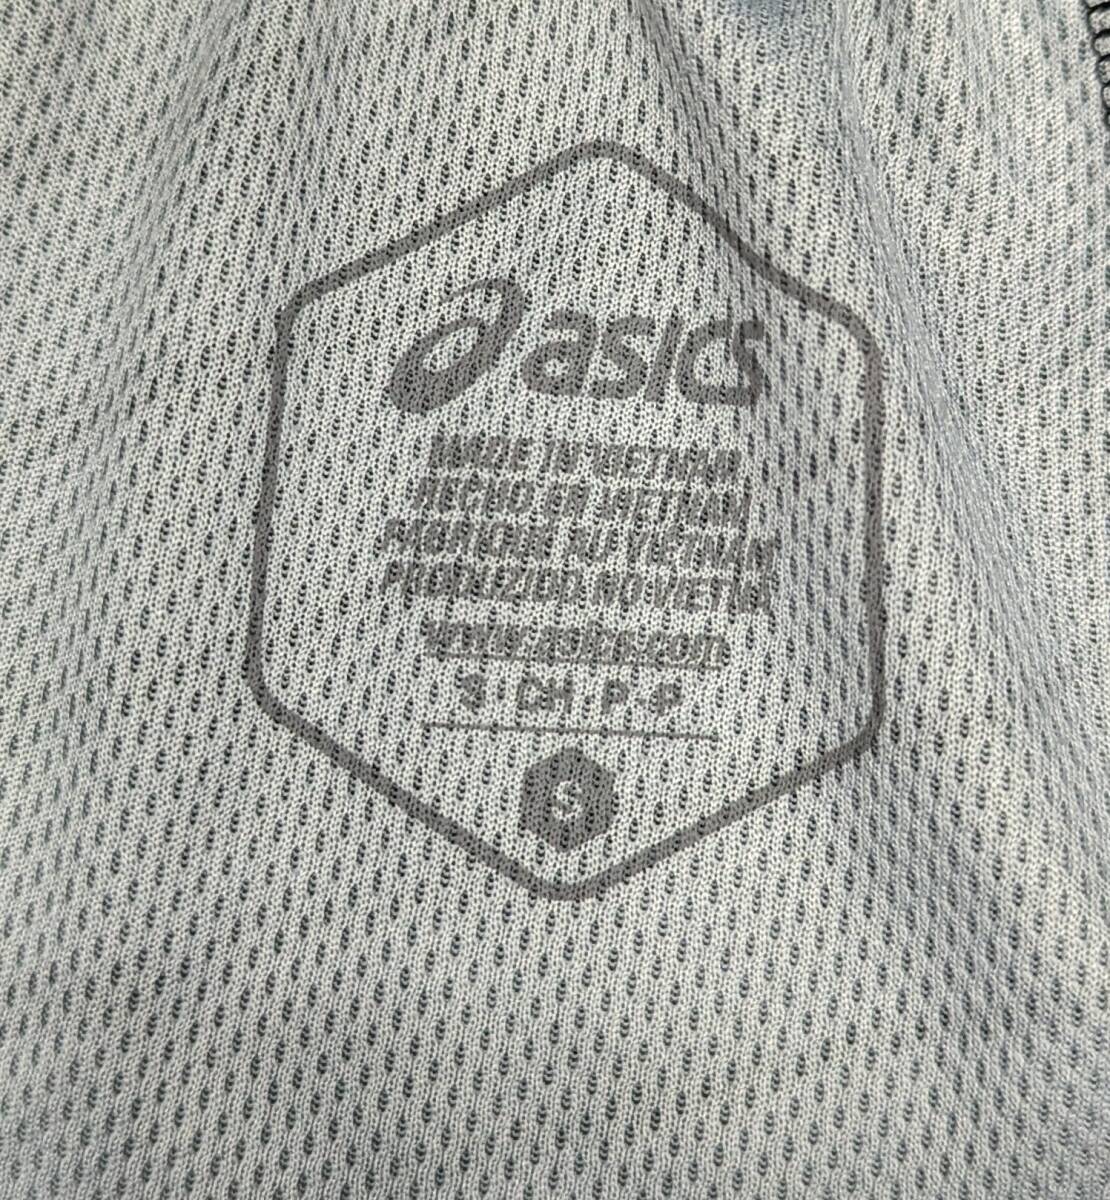 asics
MADE IN VIETNAM
HECHO EN VIETNAM
FABRIQUÉ AU VIETNAM
PRODUZIDO NO VIETNÃ
www.asics.com
S · CH · P · P
S